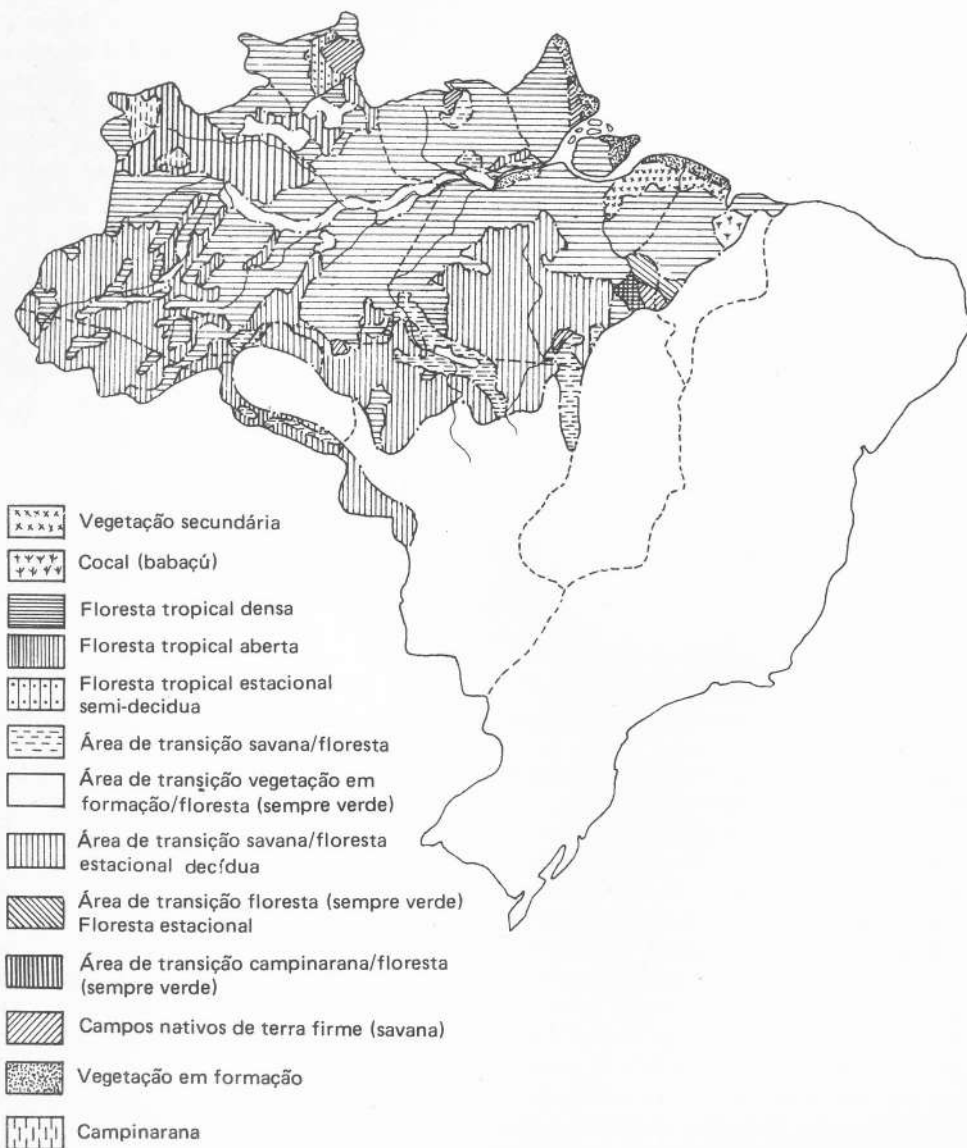 Vegetação secundária
Cocal (babaçú)
Floresta tropical densa
Floresta tropical aberta
Floresta tropical estacional
semi-decidua
Área de transição savana/floresta
Área de transição vegetação em
formação/floresta (sempre verde)
Área de transição savana/floresta
estacional decídua
Área de transição floresta (sempre verde)
Floresta estacional
Área de transição campinarana/floresta
(sempre verde)
Campos nativos de terra firme (savana)
Vegetação em formação
Campinarana